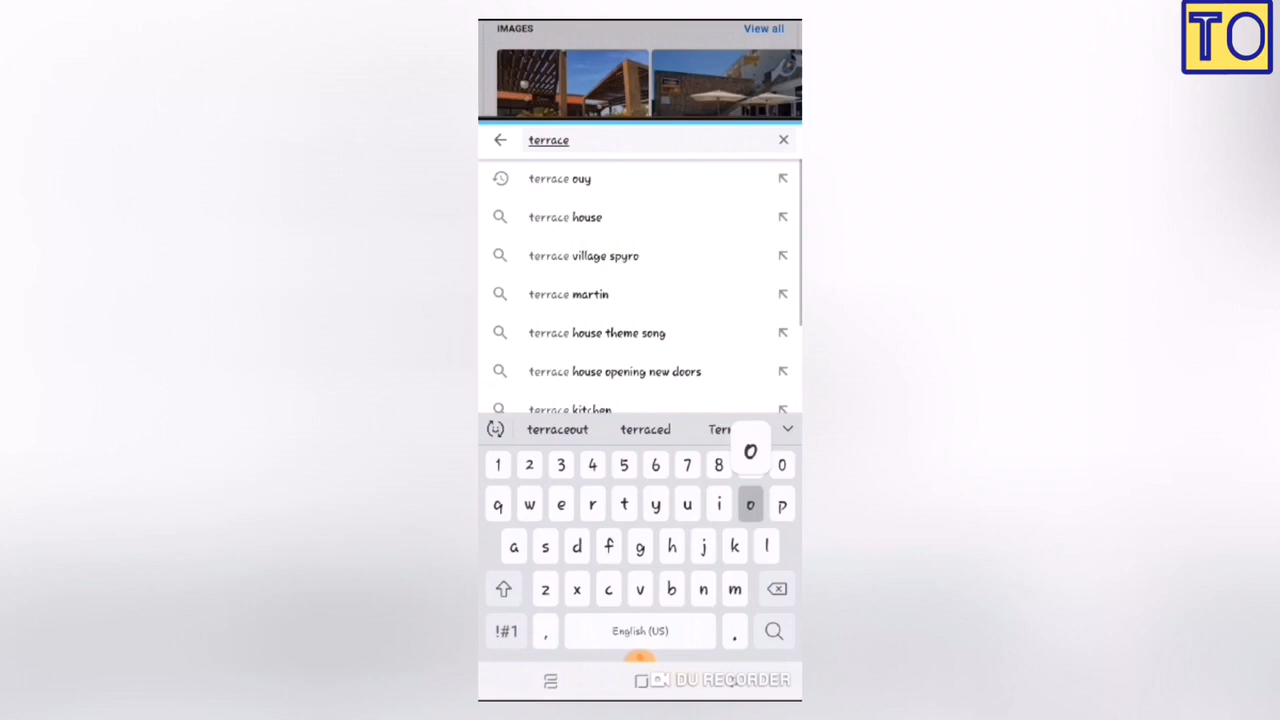 TO
IMAGES View all
terrace
terrace ouy
terrace house
terrace village spyro
terrace martin
terrace house theme song
terrace house opening new doors
terrace kitchen
terraceout terraced
o
1 2 3 4 5 6 7 8 0
q w e r t y u i o p
a s d f g h j k l
z x c v b n m
!#1 , English (US) .
DU RECORDER